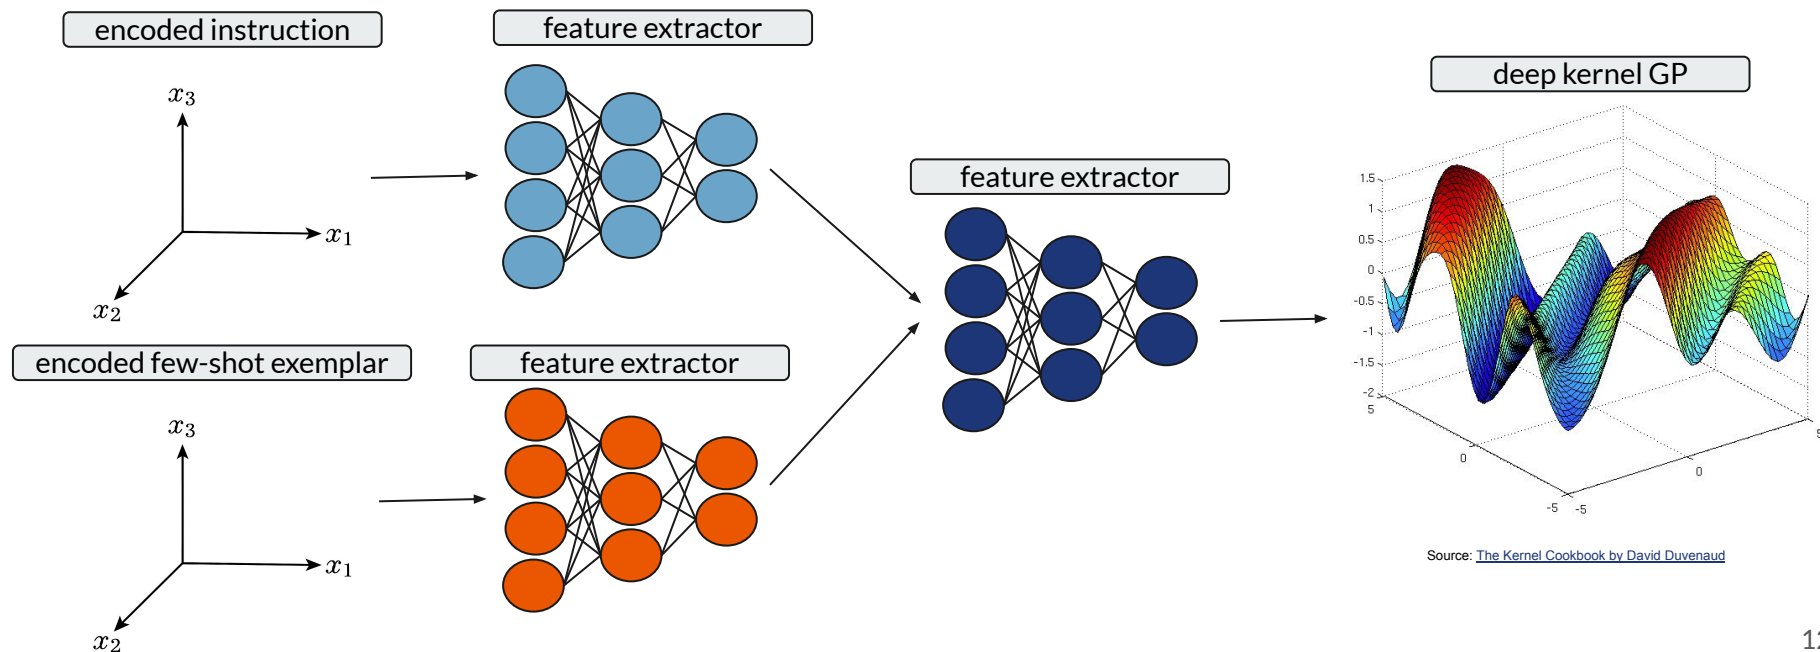 encoded instruction
feature extractor
x₃
x₁
x₂
encoded few-shot exemplar
feature extractor
x₃
x₁
x₂
feature extractor
deep kernel GP
1.5
1
0.5
0
-0.5
-1
-1.5
-2
5
0
-5
-5
0
5
Source: The Kernel Cookbook by David Duvenaud